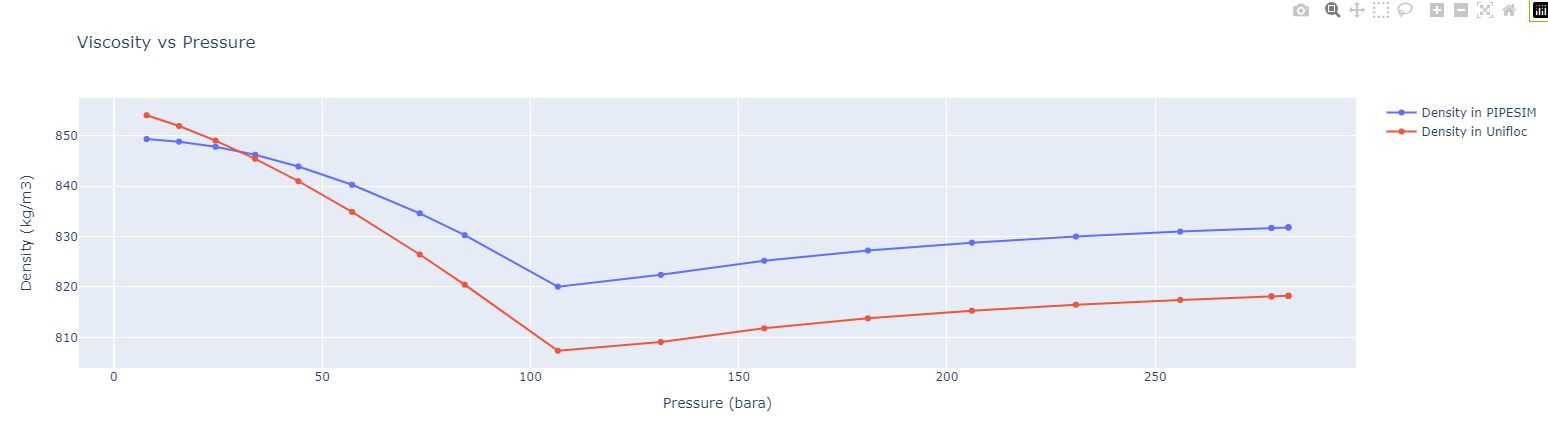 Viscosity vs Pressure
Density in PIPESIM
Density in Unifloc
850
840
830
820
810
Density (kg/m3)
0 50 100 150 200 250
Pressure (bara)